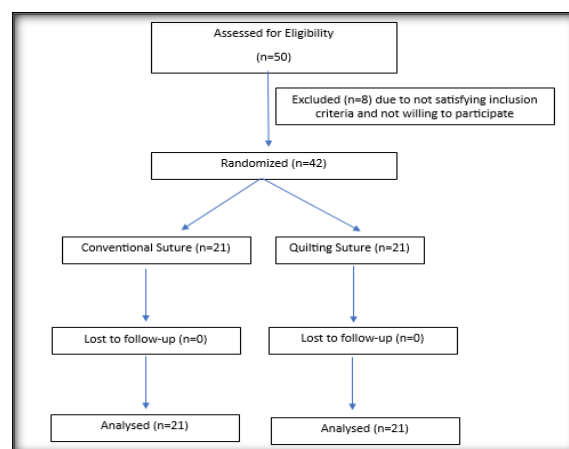 Assessed for Eligibility
(n=50)
Excluded (n=8) due to not satisfying inclusion
criteria and not willing to participate
Randomized (n=42)
Conventional Suture (n=21)
Quilting Suture (n=21)
Lost to follow-up (n=0)
Lost to follow-up (n=0)
Analysed (n=21)
Analysed (n=21)